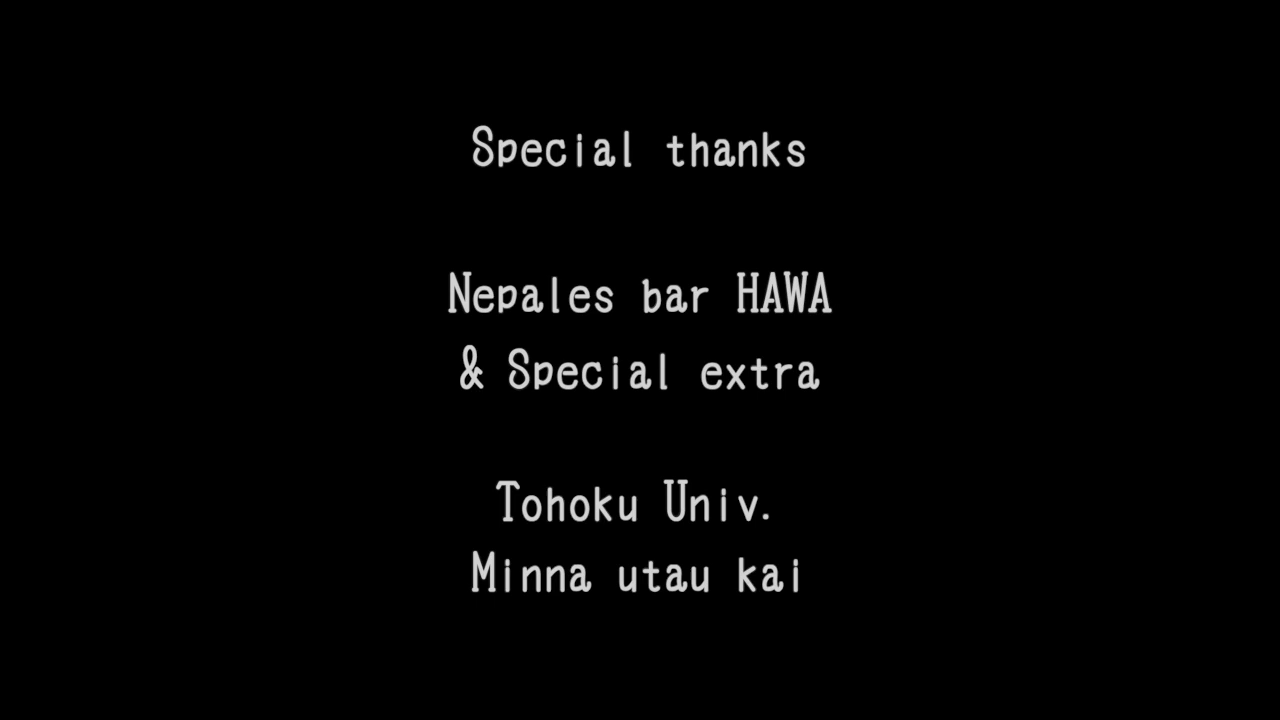 Special thanks
Nepales bar HAWA
& Special extra
Tohoku Univ.
Minna utau kai